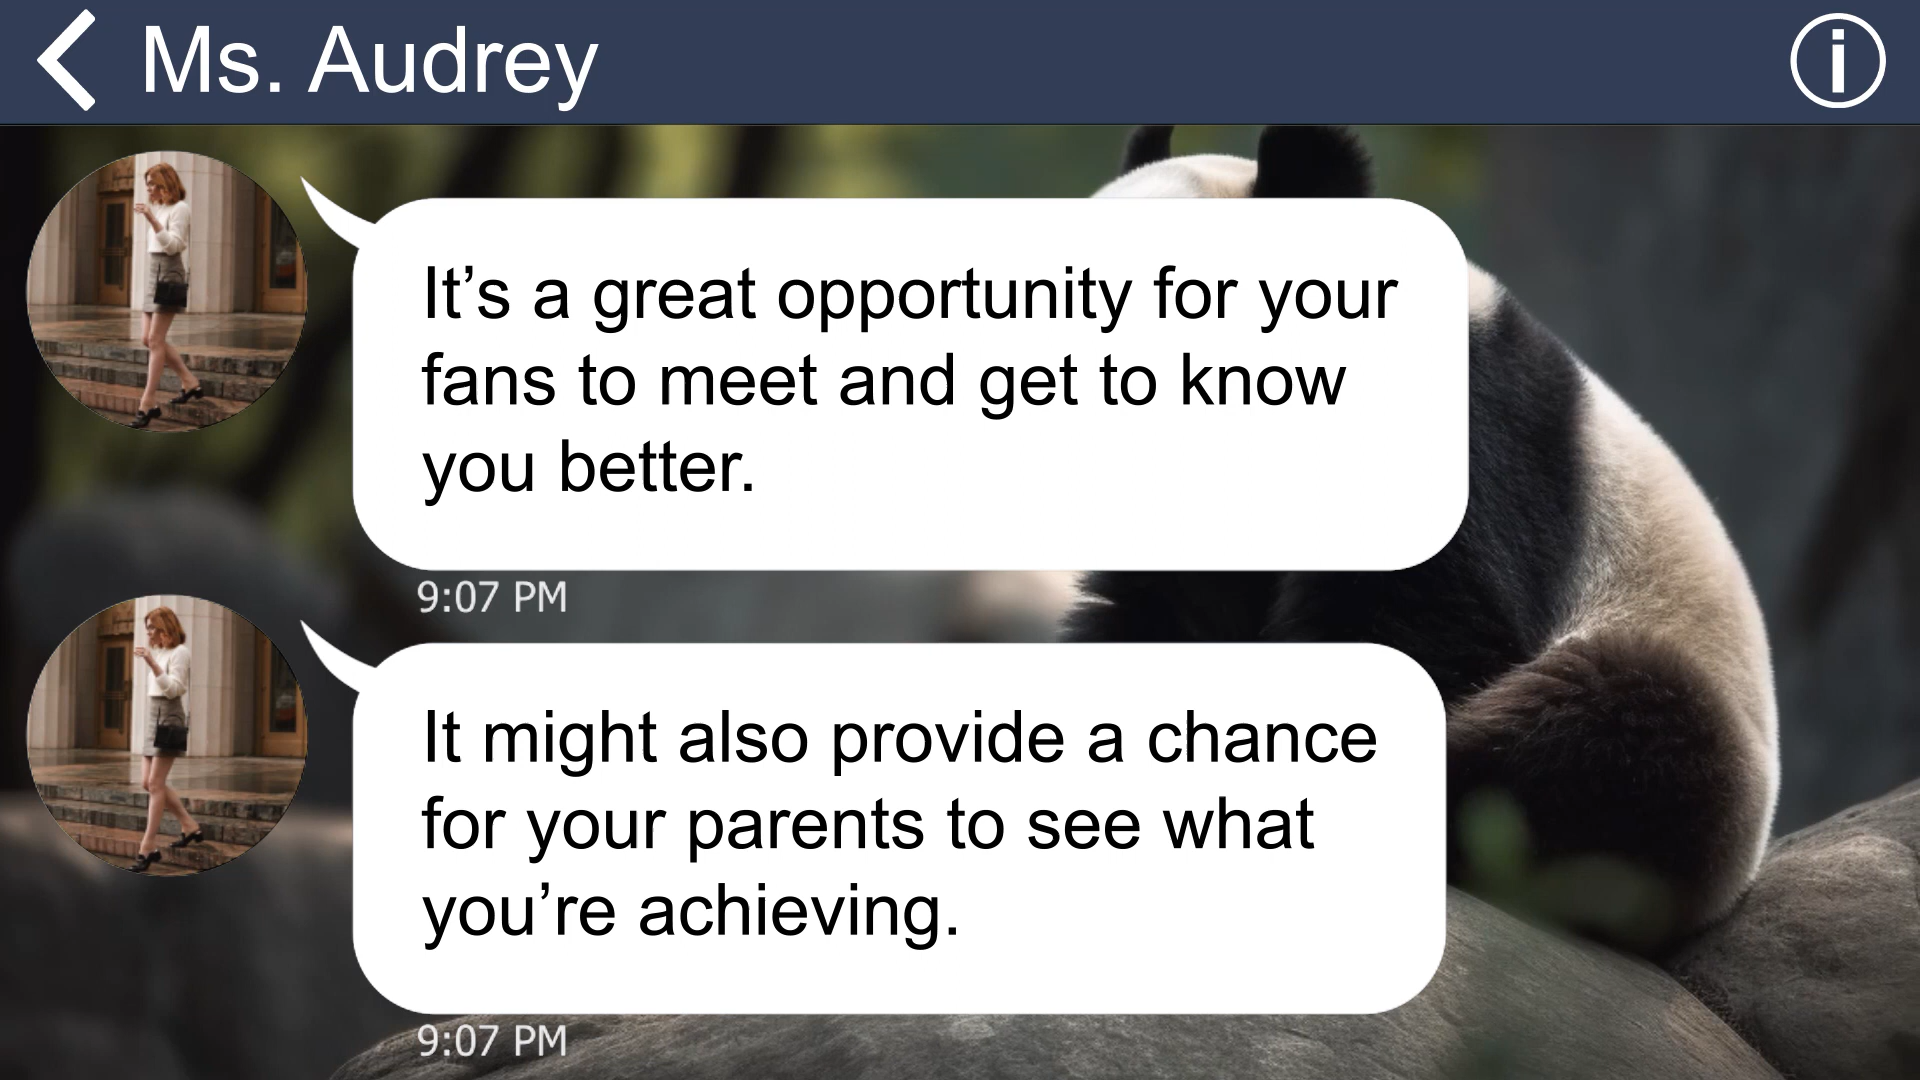 Ms. Audrey
It’s a great opportunity for your
fans to meet and get to know
you better.
9:07 PM
It might also provide a chance
for your parents to see what
you’re achieving.
9:07 PM